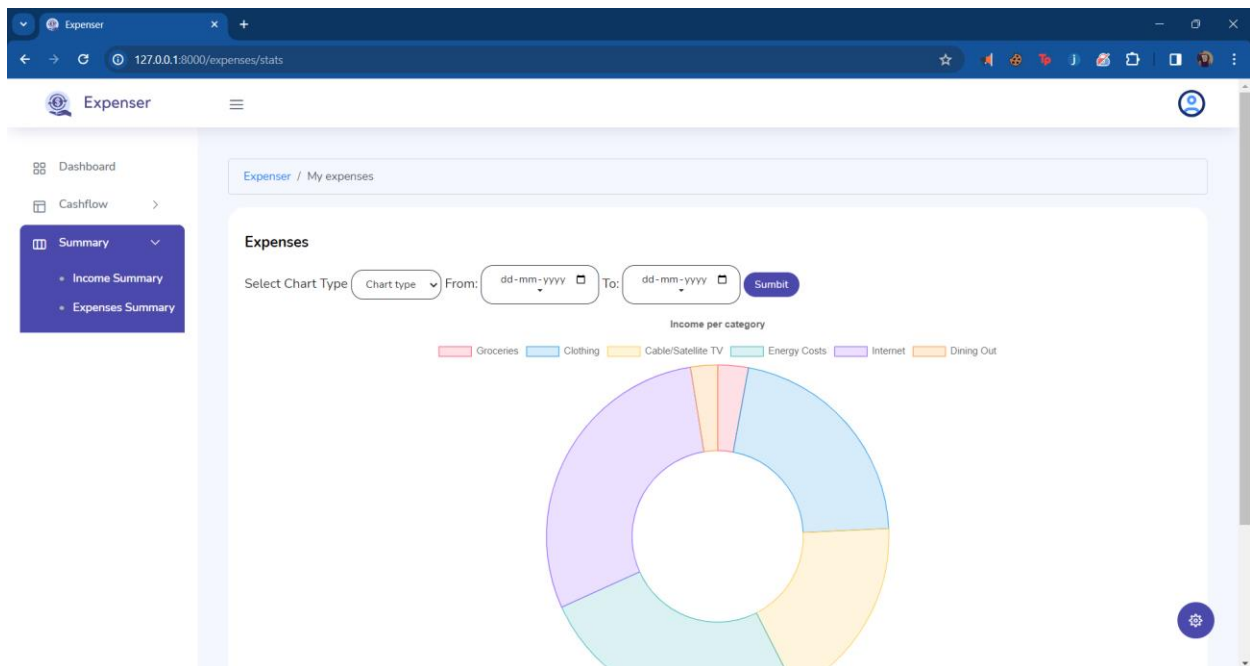 Expenser
127.0.0.1:8000/expenses/stats
Expenser
Dashboard
Cashflow
Summary
Income Summary
Expenses Summary
Expenser / My expenses
Expenses
Select Chart Type Chart type From: dd-mm-yyyy To: dd-mm-yyyy Sumbit
Income per category
Groceries Clothing Cable/Satellite TV Energy Costs Internet Dining Out